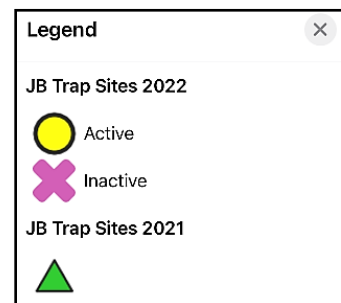 Legend
JB Trap Sites 2022
Active
Inactive
JB Trap Sites 2021